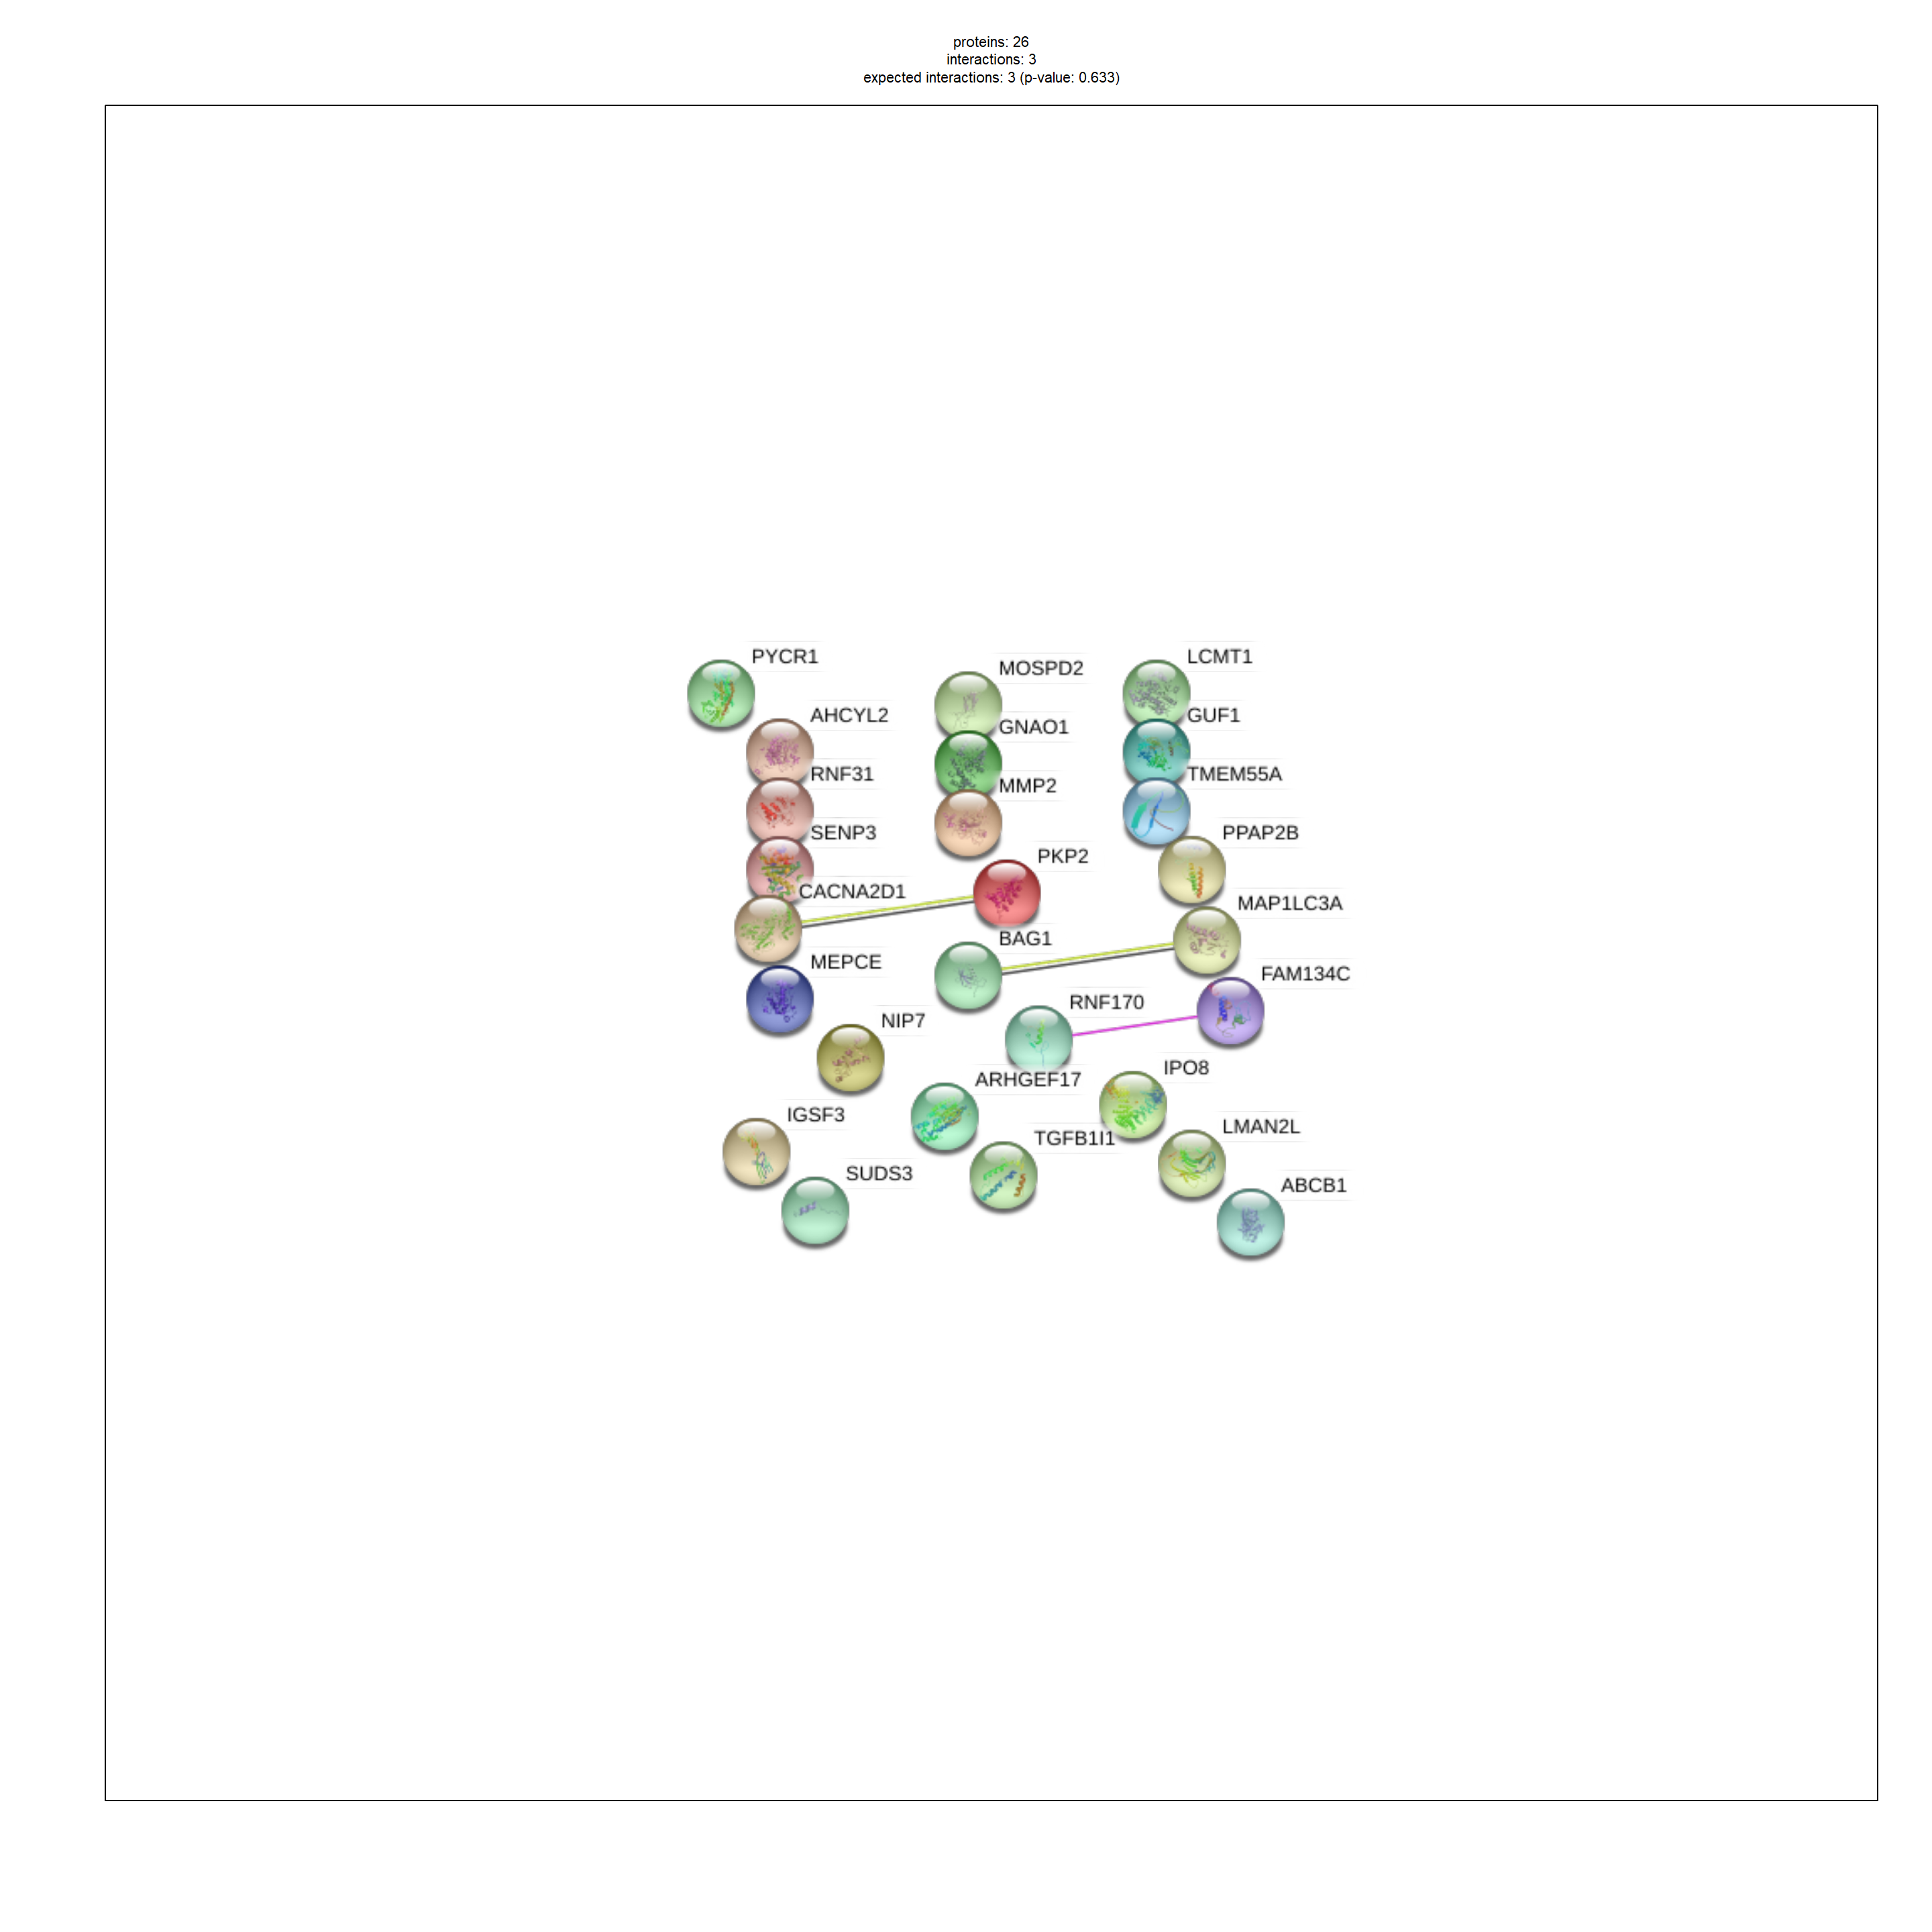 proteins: 26
interactions: 3
expected interactions: 3 (p-value: 0.633)
PYCR1
LCMT1
MOSPD2
AHCYL2
GUF1
GNAO1
RNF31
TMEM55A
MMP2
SENP3
PPAP2B
PKP2
CACNA2D1
MAP1LC3A
BAG1
MEPCE
FAM134C
RNF170
NIP7
IPO8
ARHGEF17
IGSF3
LMAN2L
TGFB1I1
SUDS3
ABCB1